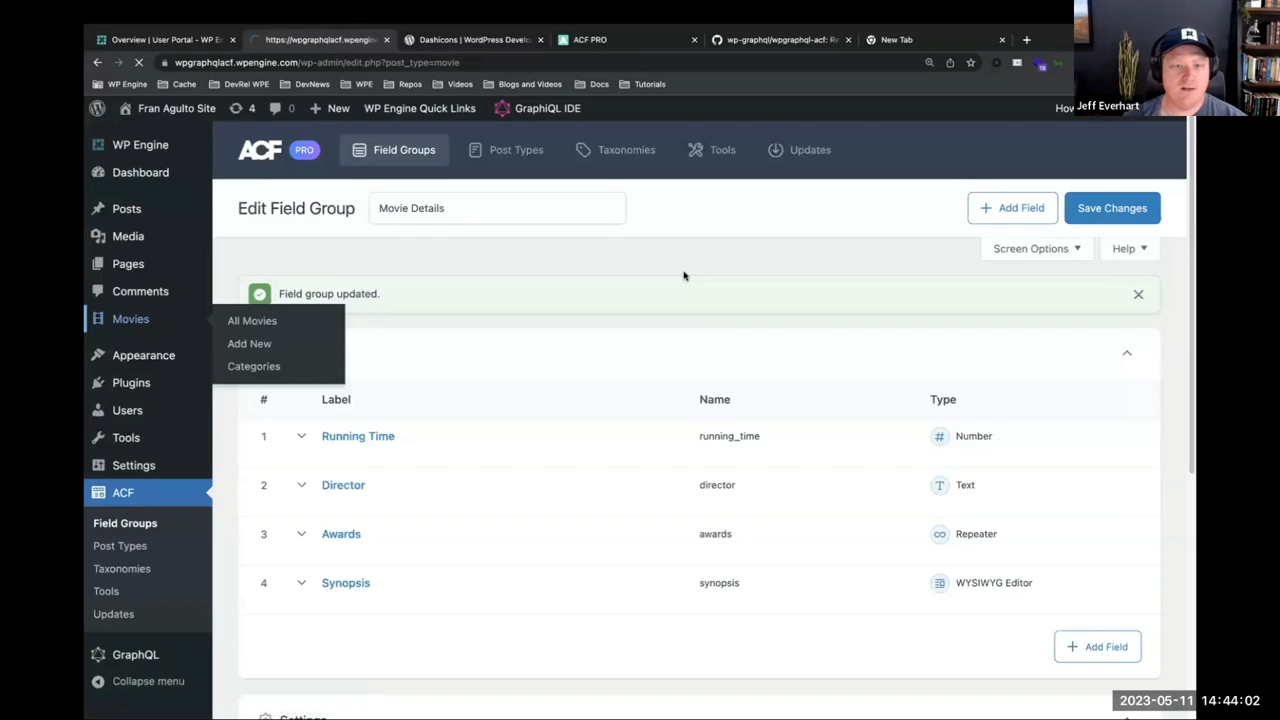 Overview | User Portal - WP E
https://wpgraphqlacf.wpengine.
Dashicons | WordPress Develo
ACF PRO
wp-graphql/wpgraphql-acf: Re
New Tab
wpgraphqlacf.wpengine.com/wp-admin/edit.php?post_type=movie
WP Engine
Cache
DevRel WPE
DevNews
WPE
Repos
Videos
Blogs and Videos
Docs
Tutorials
Jeff Everhart
Fran Agulto Site
4
0
New
WP Engine Quick Links
GraphiQL IDE
How
WP Engine
Dashboard
Posts
Media
Pages
Comments
Movies
Appearance
Plugins
Users
Tools
Settings
ACF
Field Groups
Post Types
Taxonomies
Tools
Updates
GraphQL
Collapse menu
All Movies
Add New
Categories
ACF PRO
Field Groups
Post Types
Taxonomies
Tools
Updates
Edit Field Group
Movie Details
+ Add Field
Save Changes
Screen Options
Help
Field group updated.
# Label Name Type
1 Running Time running_time Number
2 Director director Text
3 Awards awards Repeater
4 Synopsis synopsis WYSIWYG Editor
+ Add Field
Settings
2023-05-11 14:44:02